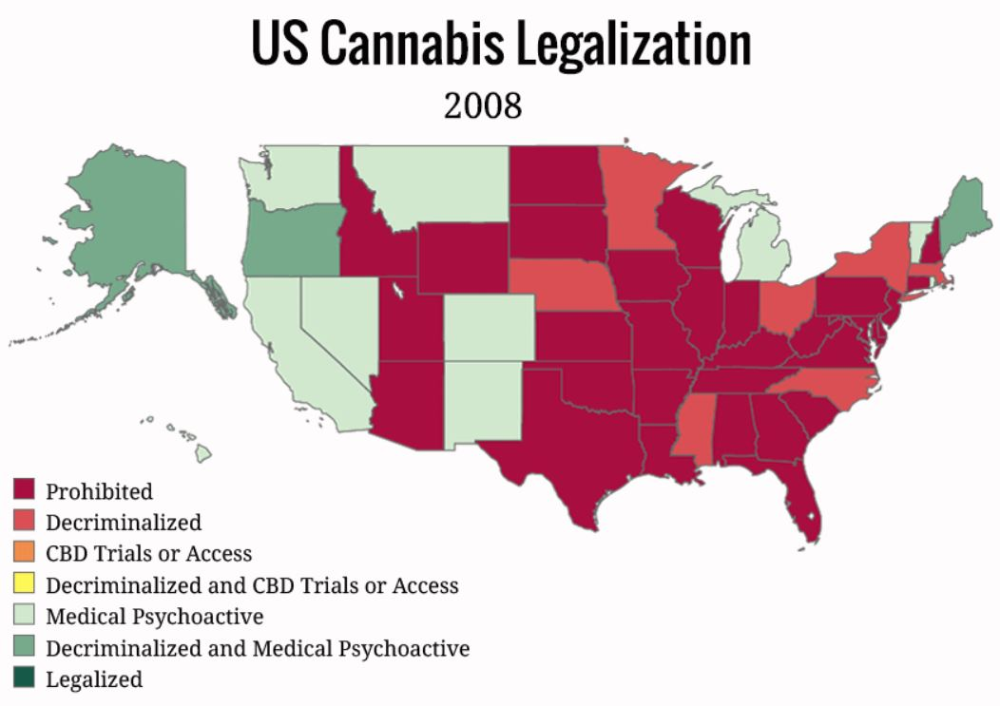 US Cannabis Legalization
2008
Prohibited
Decriminalized
CBD Trials or Access
Decriminalized and CBD Trials or Access
Medical Psychoactive
Decriminalized and Medical Psychoactive
Legalized